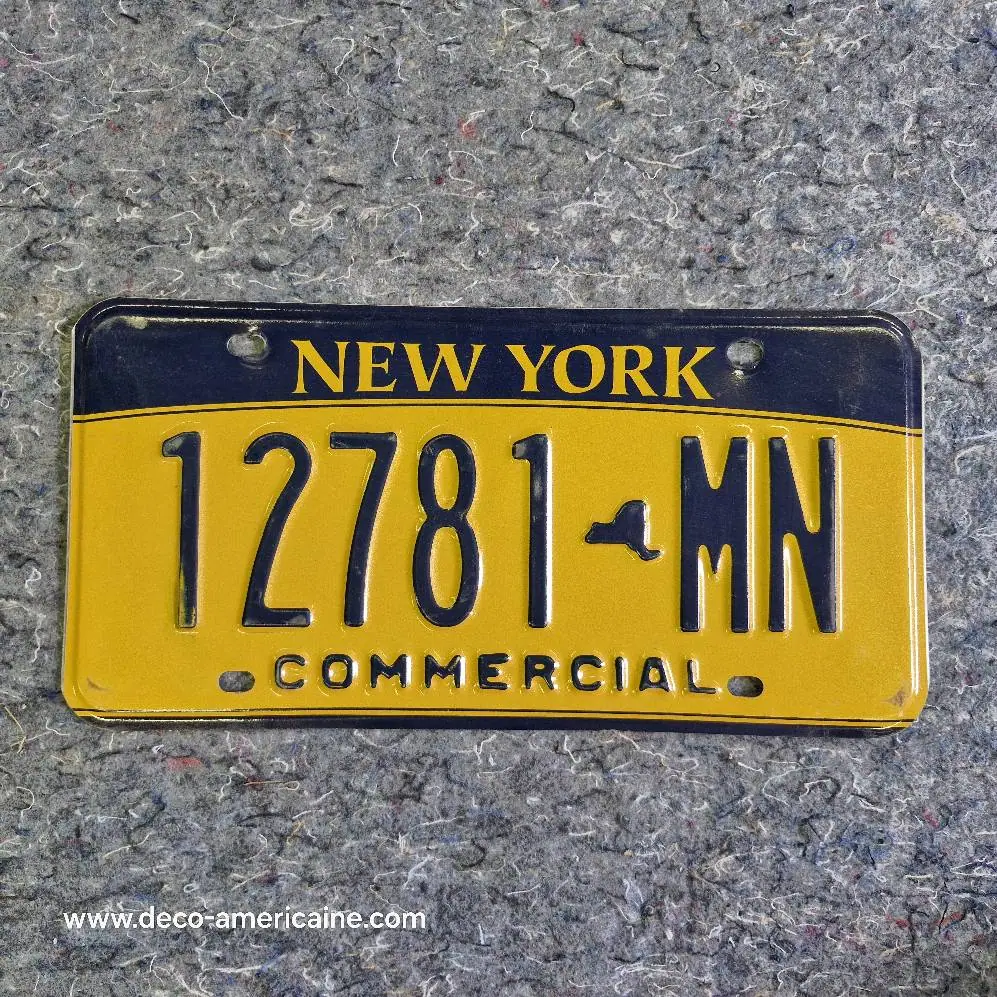 NEW YORK
12781 MN
COMMERCIAL
www.deco-americaine.com